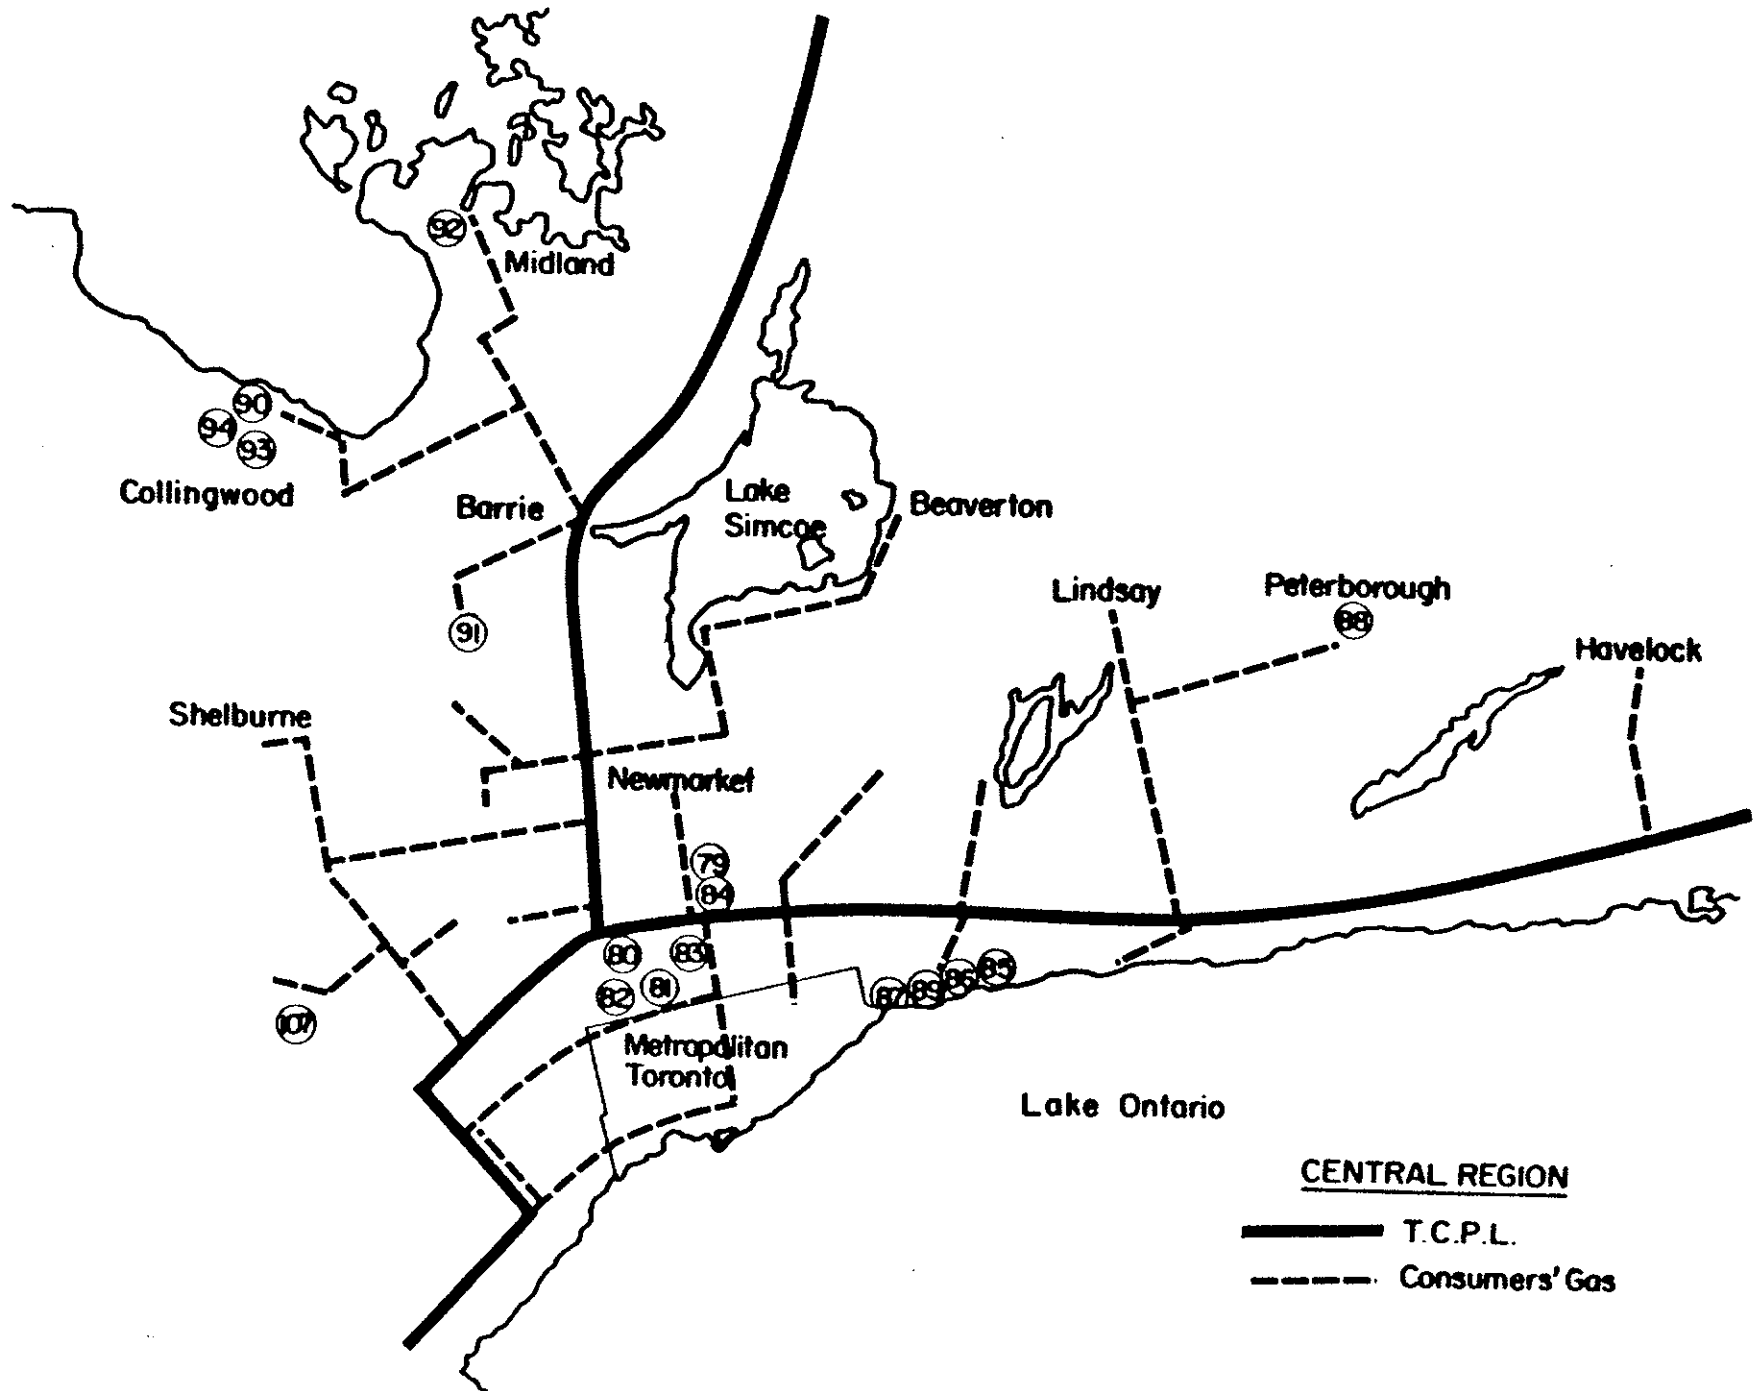 92
Midland
90
94
93
Collingwood
Barrie
Lake
Simcoe
Beaverton
Lindsay
Peterborough
88
91
Havelock
Shelburne
Newmarket
79
84
80
83
82
81
87
89
86
85
107
Metropolitan
Toronto
Lake Ontario
CENTRAL REGION
T.C.P.L.
Consumers' Gas